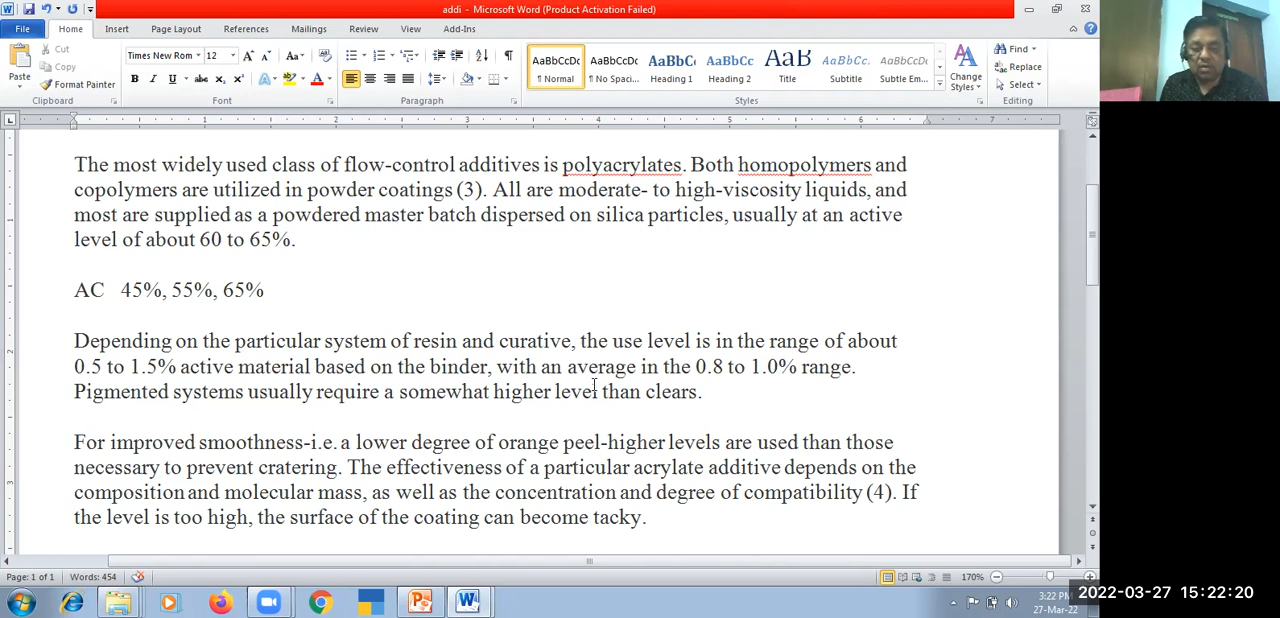 addi - Microsoft Word (Product Activation Failed)
File Home Insert Page Layout References Mailings Review View Add-Ins
Paste Cut Copy Format Painter
Clipboard
Times New Rom 12
Font
Paragraph
AaBbCcDc ¶ Normal
AaBbCcDc ¶ No Spaci...
AaBbC Heading 1
AaBbCc Heading 2
AaB Title
AaBbCc. Subtitle
AaBbCcDc Subtle Em...
Change Styles
Styles
Find
Replace
Select
Editing
1 2 3 4 5 6 7
The most widely used class of flow-control additives is polyacrylates. Both homopolymers and
copolymers are utilized in powder coatings (3). All are moderate- to high-viscosity liquids, and
most are supplied as a powdered master batch dispersed on silica particles, usually at an active
level of about 60 to 65%.
AC 45%, 55%, 65%
Depending on the particular system of resin and curative, the use level is in the range of about
0.5 to 1.5% active material based on the binder, with an average in the 0.8 to 1.0% range.
Pigmented systems usually require a somewhat higher level than clears.
For improved smoothness-i.e. a lower degree of orange peel-higher levels are used than those
necessary to prevent cratering. The effectiveness of a particular acrylate additive depends on the
composition and molecular mass, as well as the concentration and degree of compatibility (4). If
the level is too high, the surface of the coating can become tacky.
Page: 1 of 1 Words: 454 170%
3:22 PM
27-Mar-22
2022-03-27 15:22:20